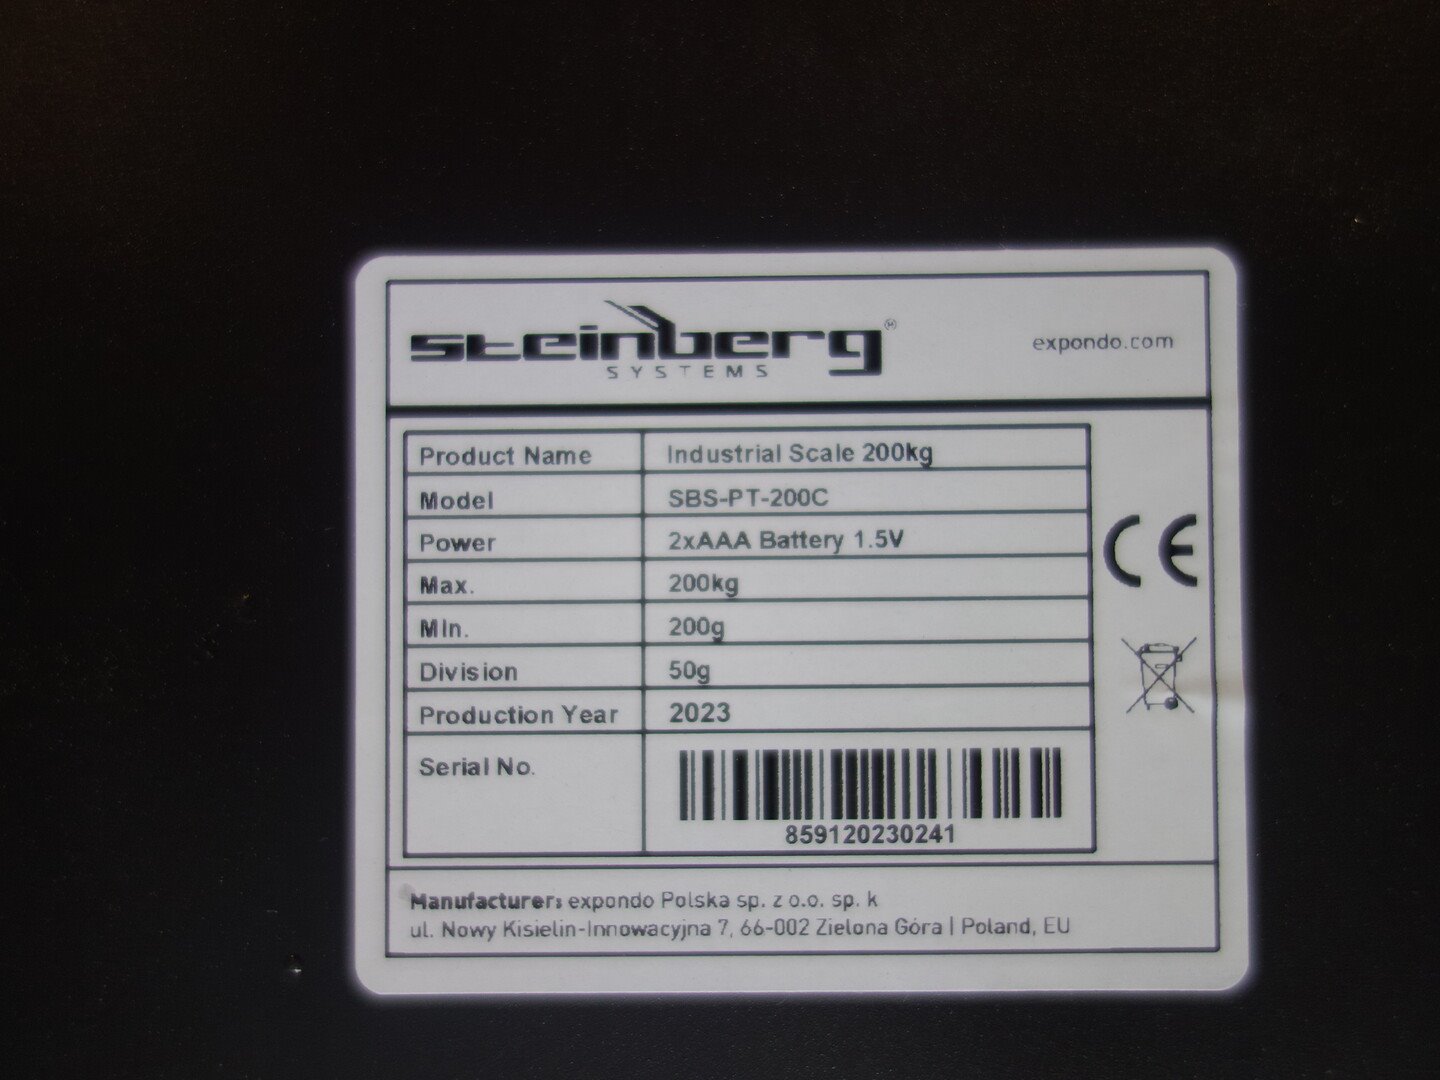 steinberg®
SYSTEMS
expondo.com
Product Name Industrial Scale 200kg
Model SBS-PT-200C
Power 2xAAA Battery 1.5V
Max. 200kg
Min. 200g
Division 50g
Production Year 2023
Serial No.
859120230241
CE
Manufacturer: expondo Polska sp. z o.o. sp. k
ul. Nowy Kisielin-Innowacyjna 7, 66-002 Zielona Góra | Poland, EU